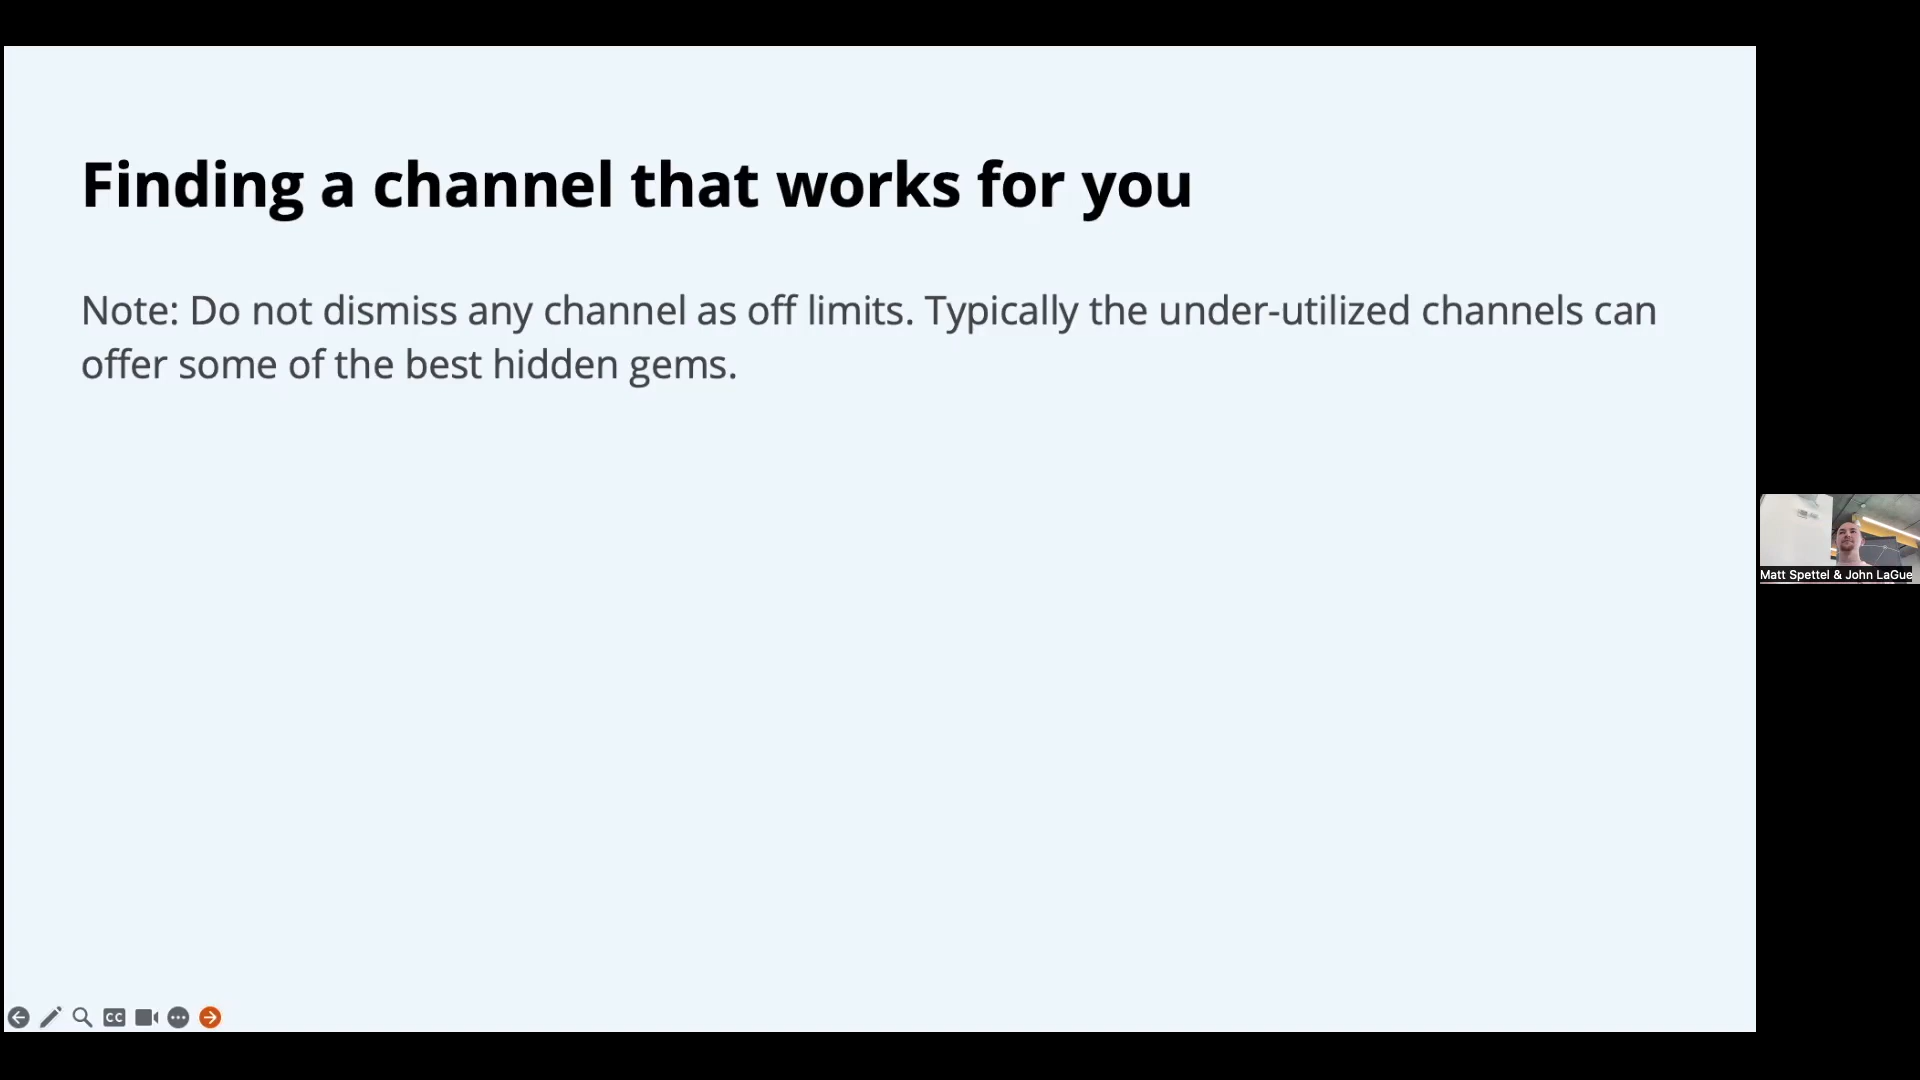 Finding a channel that works for you
Note: Do not dismiss any channel as off limits. Typically the under-utilized channels can
offer some of the best hidden gems.
Matt Spettel & John LaGue
CC